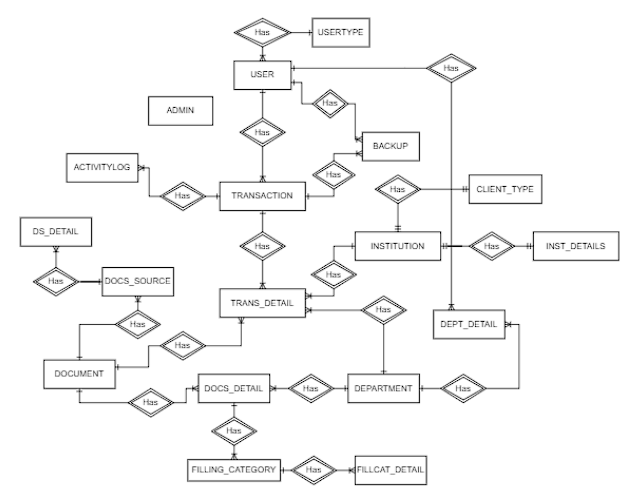 Has
USERTYPE
USER
Has
ADMIN
Has
Has
BACKUP
ACTIVITYLOG
Has
TRANSACTION
Has
Has
CLIENT_TYPE
DS_DETAIL
Has
INSTITUTION
Has
INST_DETAILS
Has
DOCS_SOURCE
Has
TRANS_DETAIL
Has
Has
DEPT_DETAIL
Has
DOCUMENT
DOCS_DETAIL
Has
DEPARTMENT
Has
Has
Has
FILLING_CATEGORY
Has
FILLCAT_DETAIL